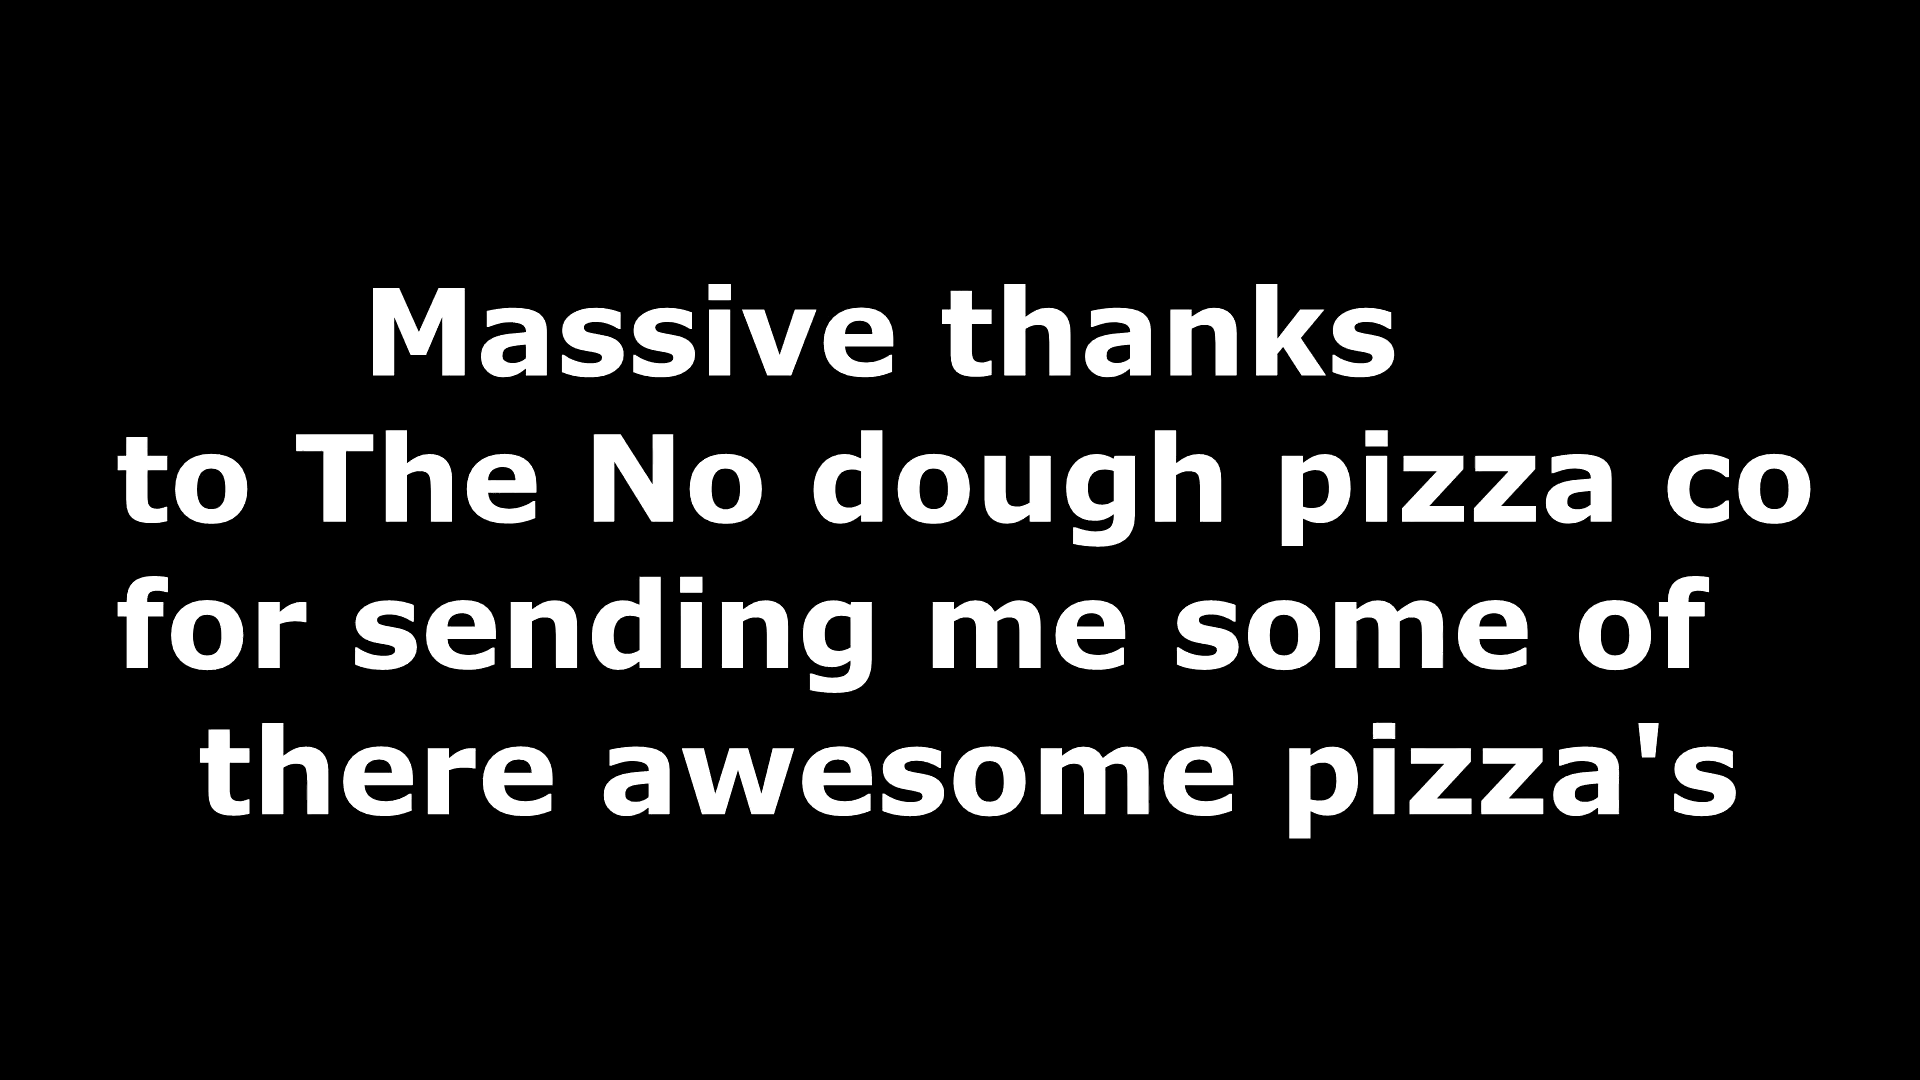 Massive thanks
to The No dough pizza co
for sending me some of
there awesome pizza's